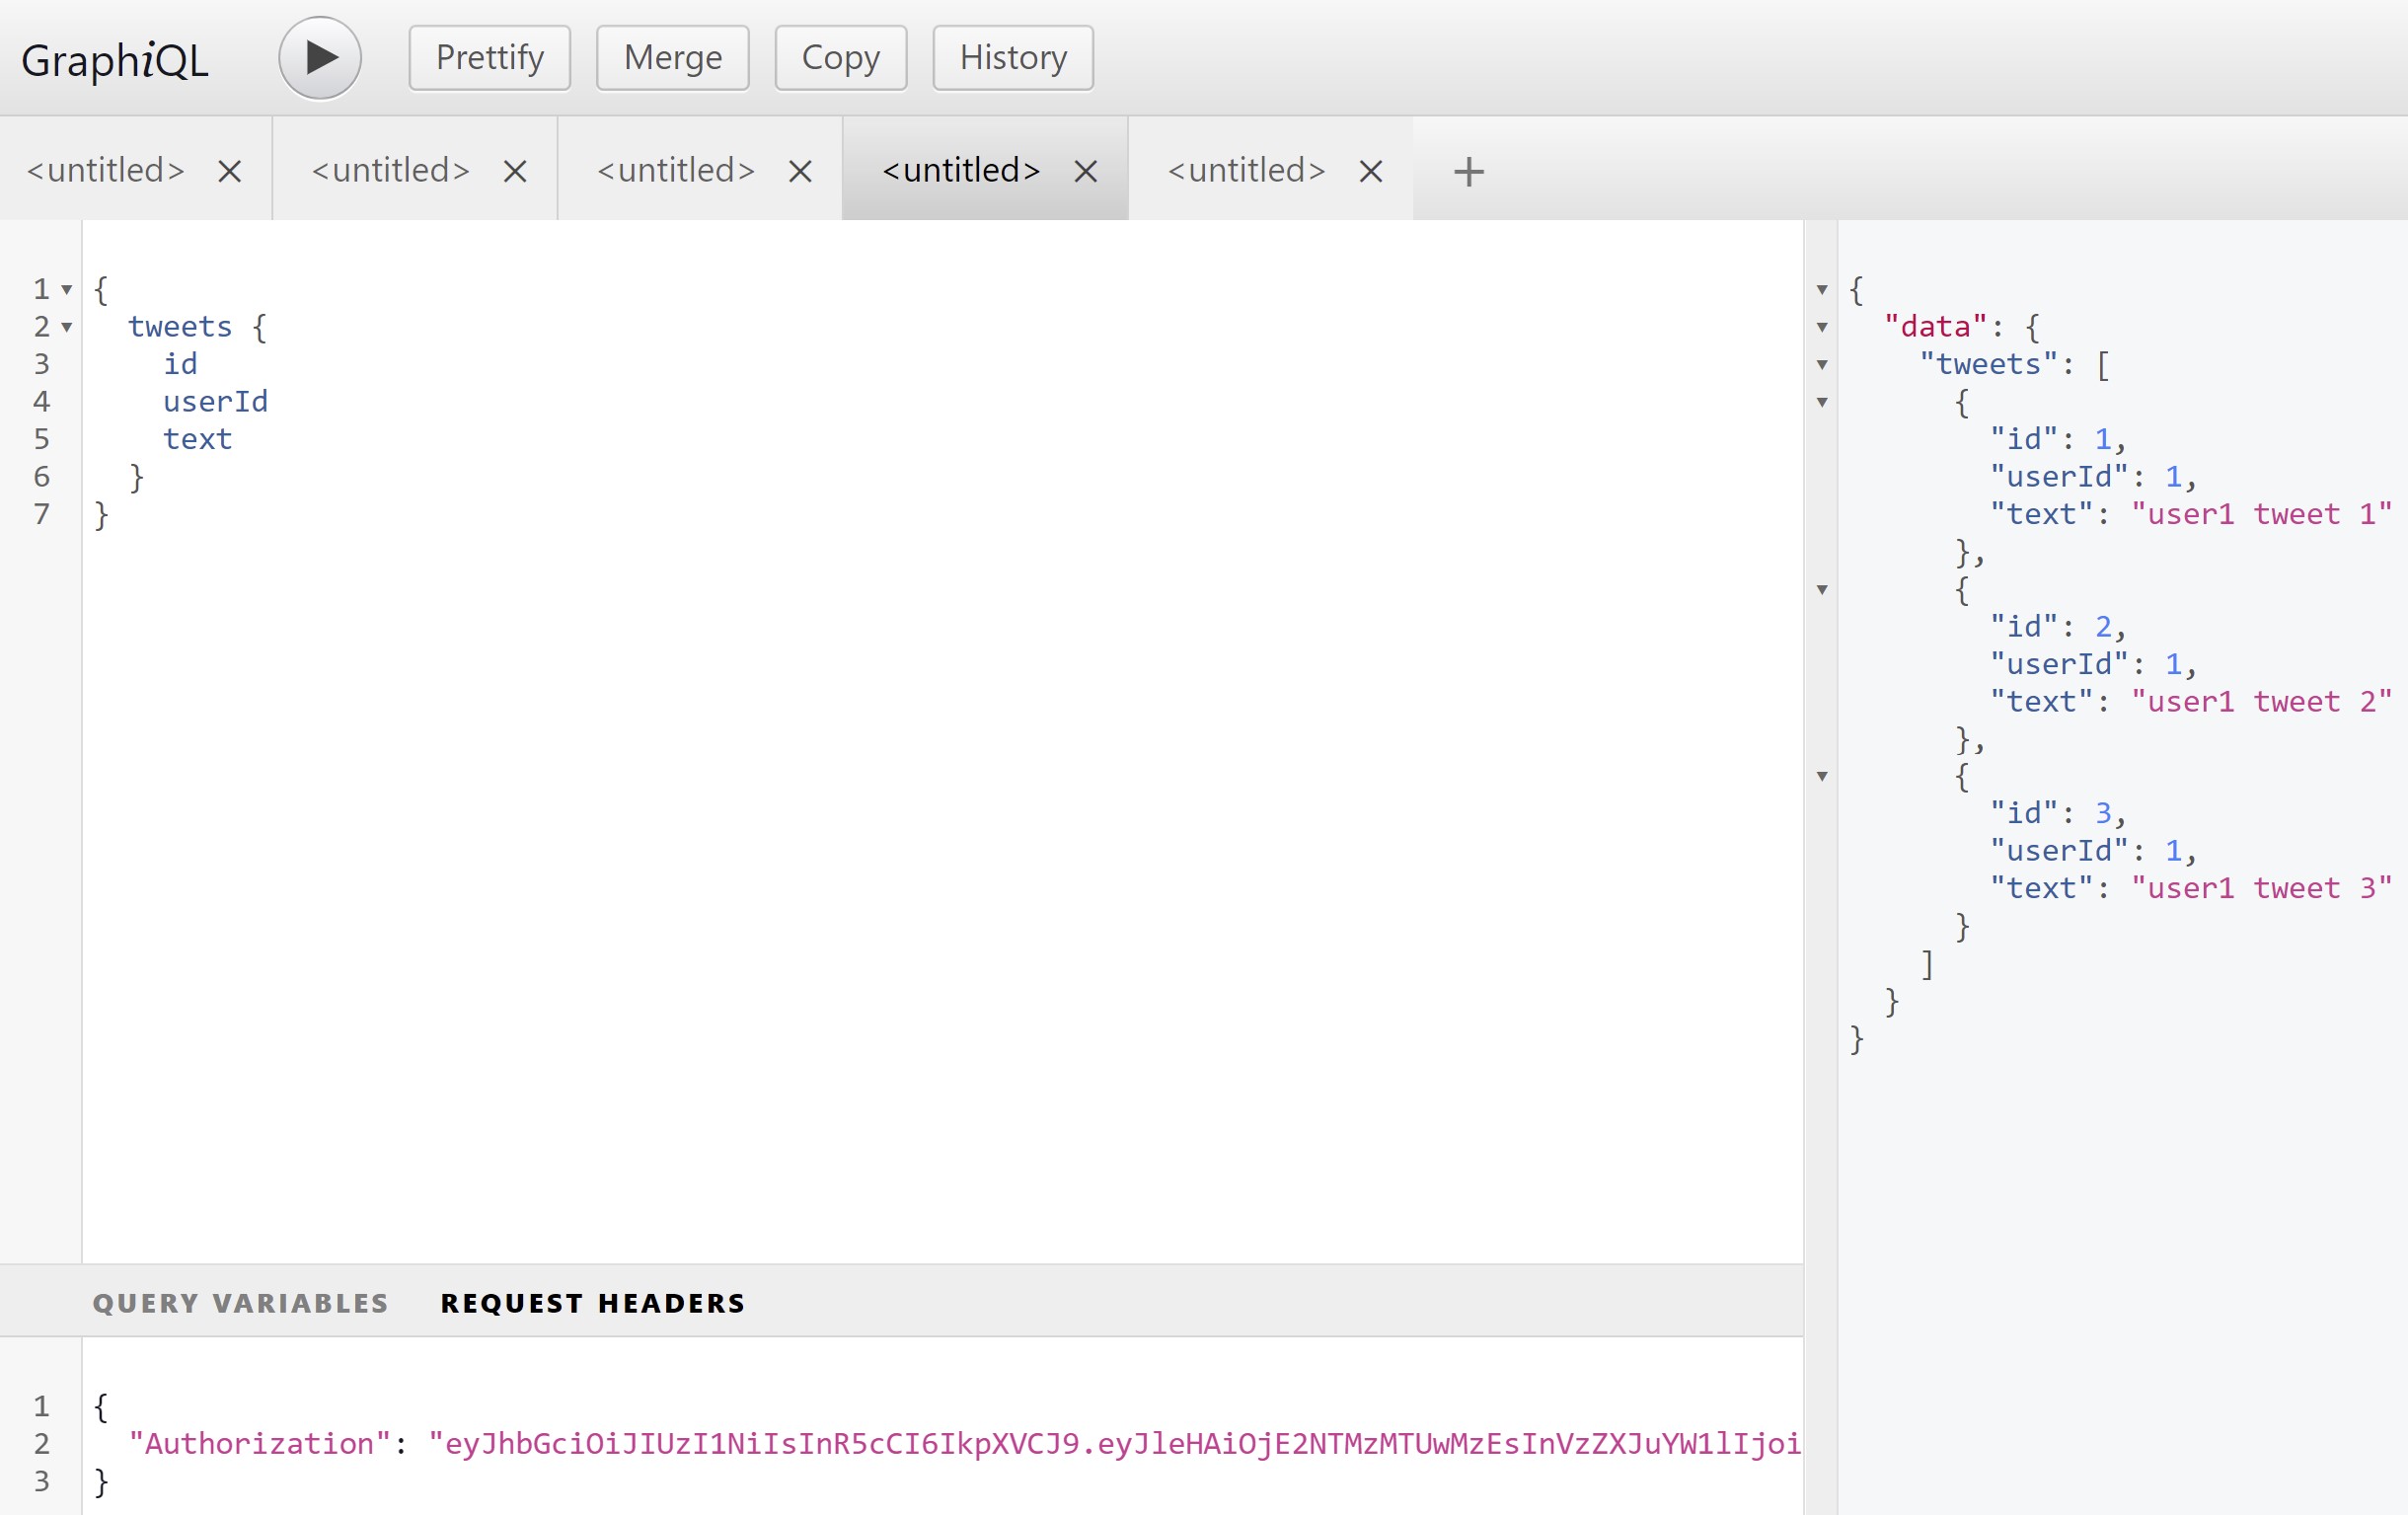 GraphiQL Prettify Merge Copy History
<untitled> × <untitled> × <untitled> × <untitled> × <untitled> × +
1 {
2 tweets {
3 id
4 userId
5 text
6 }
7 }
QUERY VARIABLES REQUEST HEADERS
1 {
2 "Authorization": "eyJhbGciOiJIUzI1NiIsInR5cCI6IkpXVCJ9.eyJleHAiOjE2NTMzMTUwMzEsInVzZXJuYW1lIjoi
3 }
{
"data": {
"tweets": [
{
"id": 1,
"userId": 1,
"text": "user1 tweet 1"
},
{
"id": 2,
"userId": 1,
"text": "user1 tweet 2"
},
{
"id": 3,
"userId": 1,
"text": "user1 tweet 3"
}
]
}
}